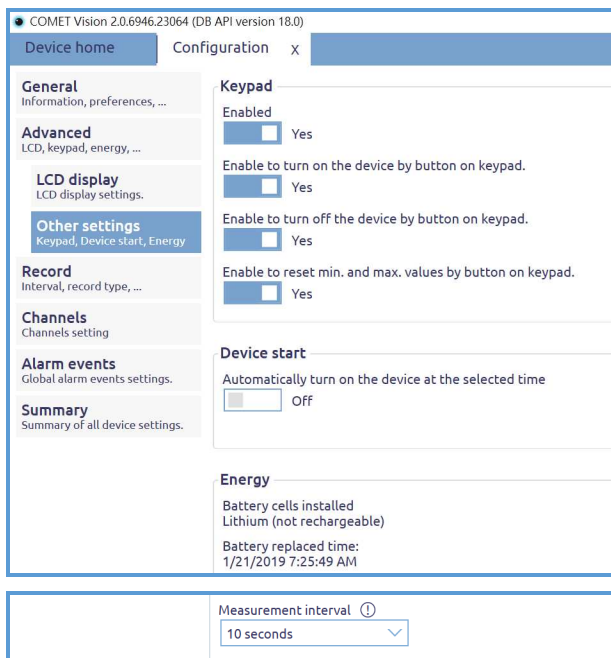 COMET Vision 2.0.6946.23064 (DB API version 18.0)
Device home
Configuration x
General
Information, preferences, ...
Advanced
LCD, keypad, energy, ...
LCD display
LCD display settings.
Other settings
Keypad, Device start, Energy
Record
Interval, record type, ...
Channels
Channels setting
Alarm events
Global alarm events settings.
Summary
Summary of all device settings.
Keypad
Enabled
Yes
Enable to turn on the device by button on keypad.
Yes
Enable to turn off the device by button on keypad.
Yes
Enable to reset min. and max. values by button on keypad.
Yes
Device start
Automatically turn on the device at the selected time
Off
Energy
Battery cells installed
Lithium (not rechargeable)
Battery replaced time:
1/21/2019 7:25:49 AM
Measurement interval
10 seconds